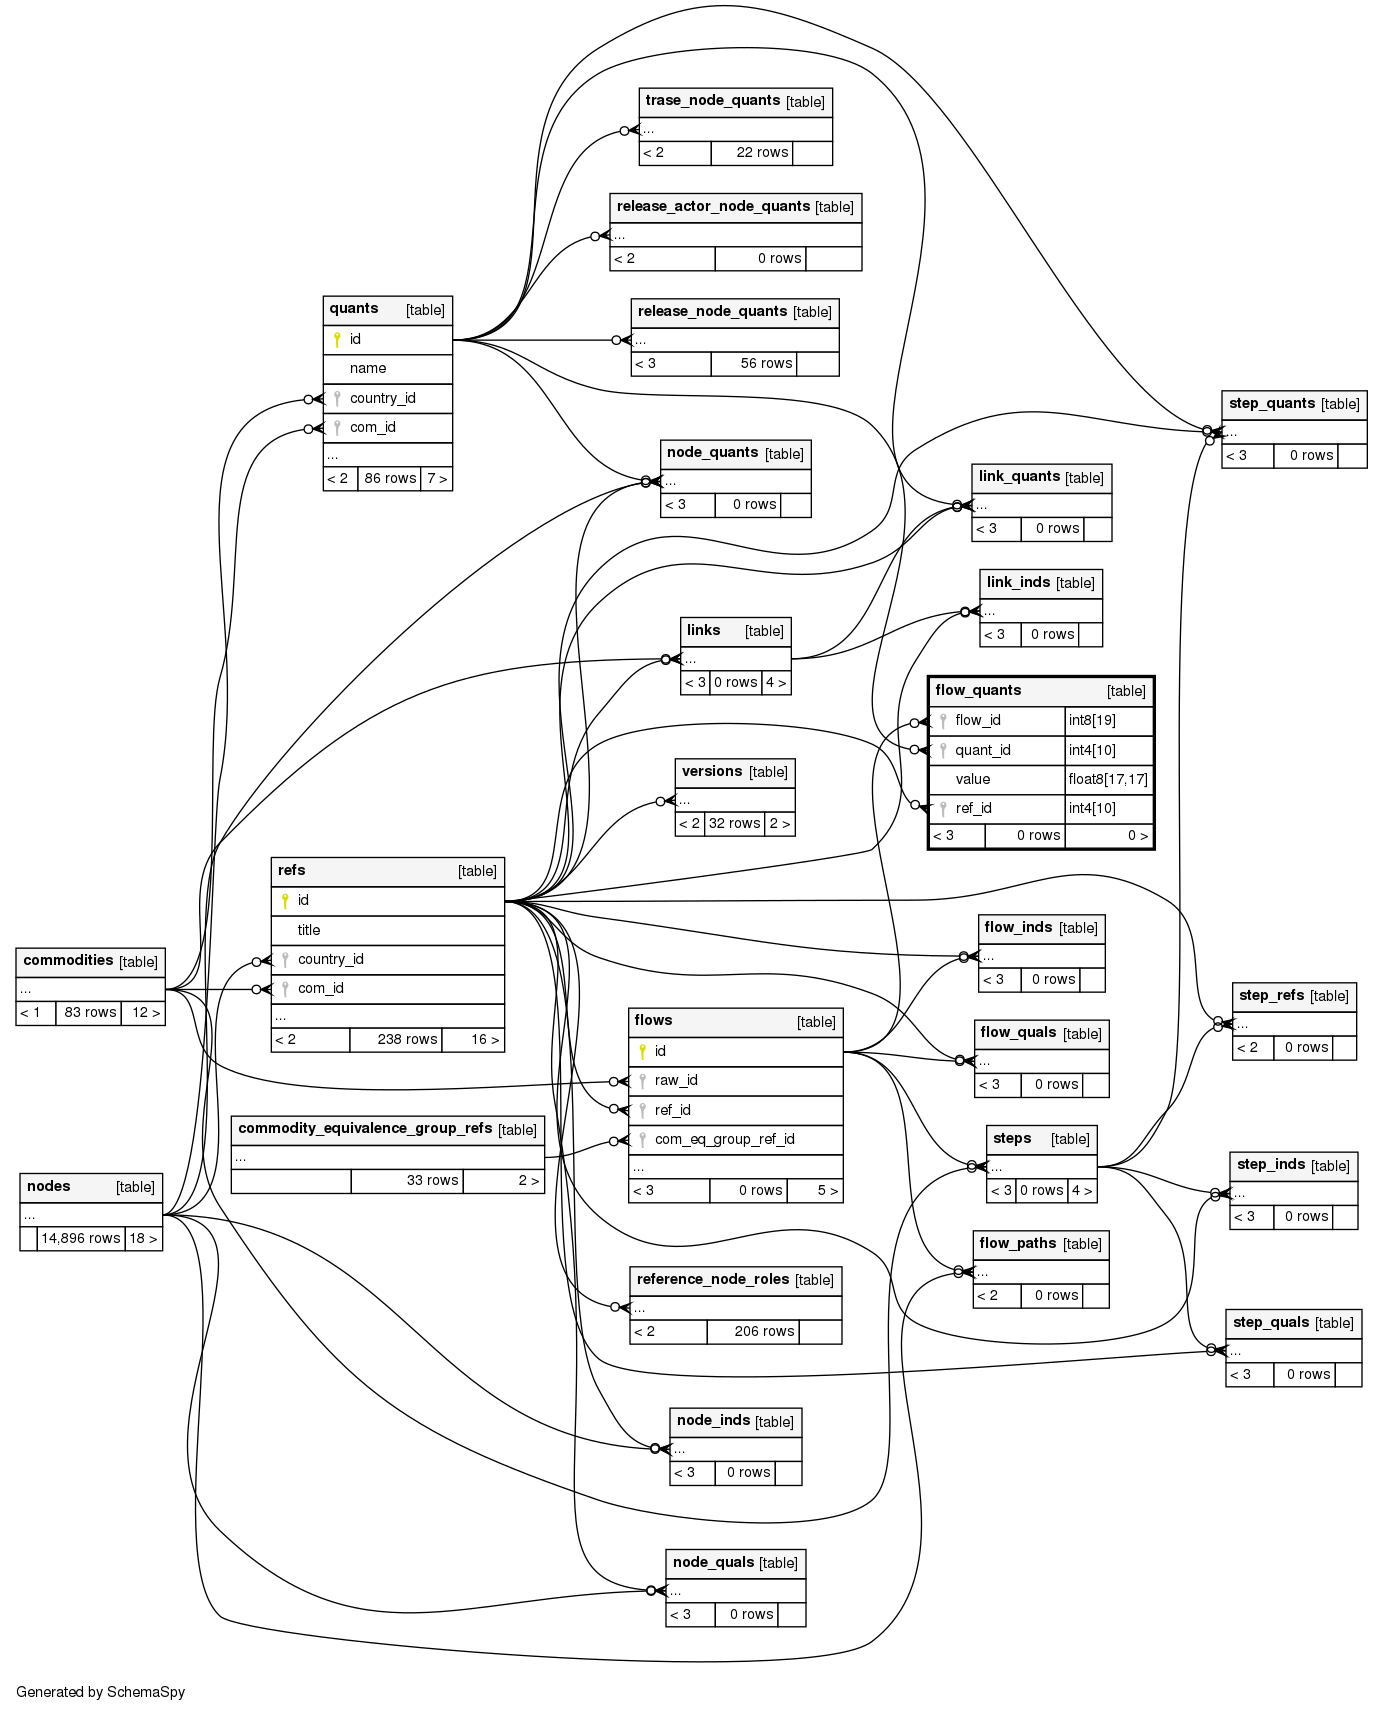 trase_node_quants [table]
...
< 2 22 rows
release_actor_node_quants [table]
...
< 2 0 rows
quants [table]
id
name
country_id
com_id
...
< 2 86 rows 7 >
release_node_quants [table]
...
< 3 56 rows
step_quants [table]
...
< 3 0 rows
node_quants [table]
...
< 3 0 rows
link_quants [table]
...
< 3 0 rows
link_inds [table]
...
< 3 0 rows
links [table]
...
< 3 0 rows 4 >
flow_quants [table]
flow_id int8[19]
quant_id int4[10]
value float8[17,17]
ref_id int4[10]
< 3 0 rows 0 >
versions [table]
...
< 2 32 rows 2 >
refs [table]
id
title
country_id
com_id
...
< 2 238 rows 16 >
commodities [table]
...
< 1 83 rows 12 >
flow_inds [table]
...
< 3 0 rows
step_refs [table]
...
< 2 0 rows
flows [table]
id
raw_id
ref_id
com_eq_group_ref_id
...
< 3 0 rows 5 >
flow_quals [table]
...
< 3 0 rows
commodity_equivalence_group_refs [table]
...
33 rows 2 >
steps [table]
...
< 3 0 rows 4 >
nodes [table]
...
14,896 rows 18 >
step_inds [table]
...
< 3 0 rows
flow_paths [table]
...
< 2 0 rows
reference_node_roles [table]
...
< 2 206 rows
step_quals [table]
...
< 3 0 rows
node_inds [table]
...
< 3 0 rows
node_quals [table]
...
< 3 0 rows
Generated by SchemaSpy